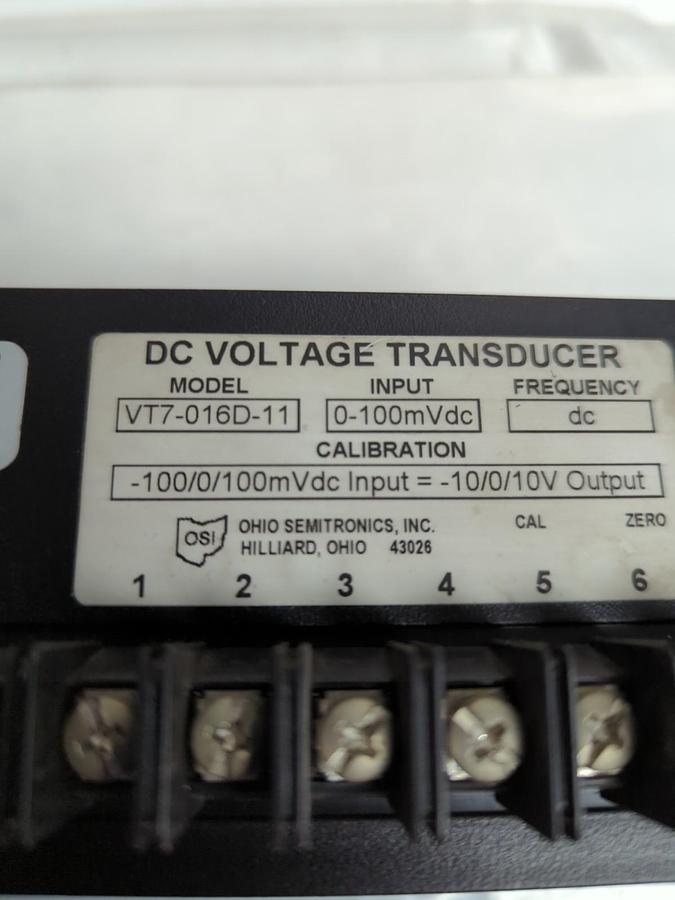 DC VOLTAGE TRANSDUCER
MODEL INPUT FREQUENCY
VT7-016D-11 0-100mVdc dc
CALIBRATION
-100/0/100mVdc Input = -10/0/10V Output
OSI OHIO SEMITRONICS, INC. CAL ZERO
HILLIARD, OHIO 43026
1 2 3 4 5 6